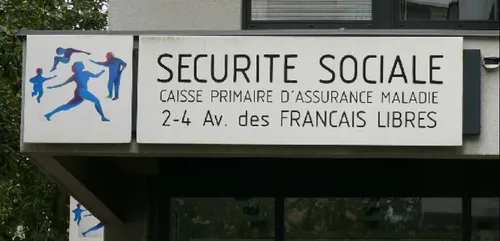 SECURITE SOCIALE
CAISSE PRIMAIRE D'ASSURANCE MALADIE
2-4 Av. des FRANCAIS LIBRES